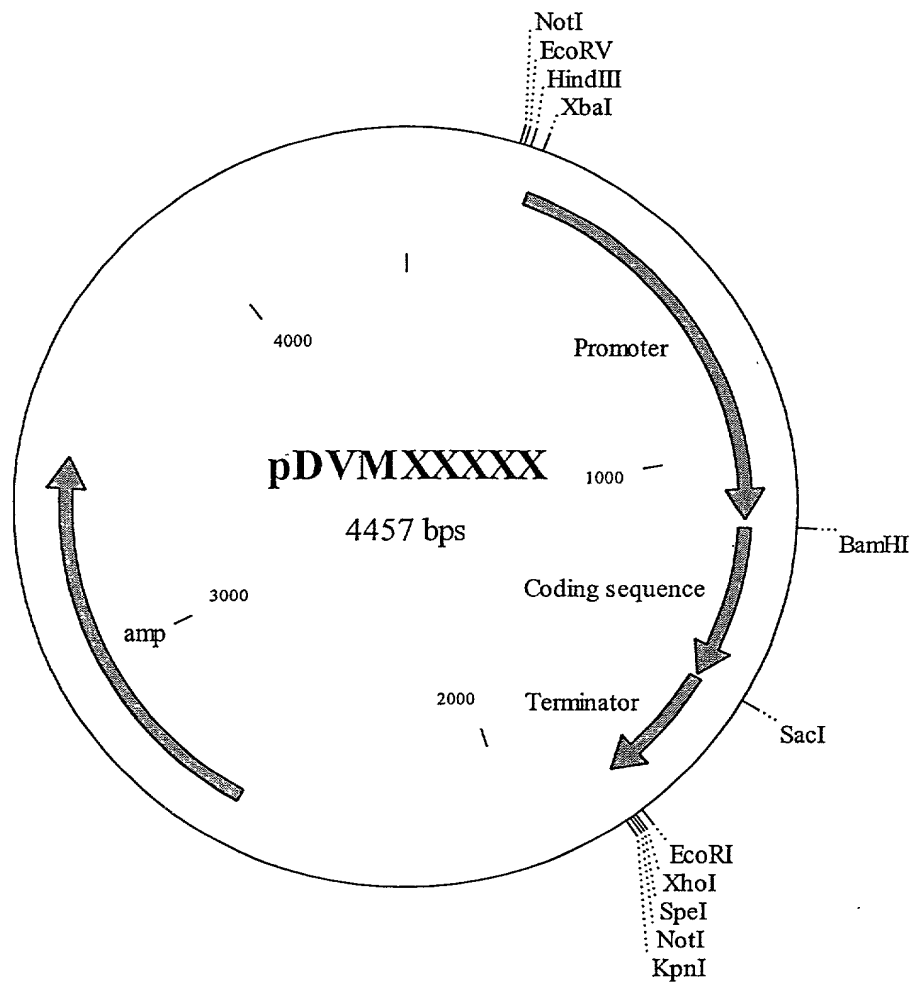 NotI
EcoRV
HindIII
XbaI
4000
Promoter
pDVMXXXXX
1000
4457 bps
BamHI
Coding sequence
3000
amp
2000
Terminator
SacI
EcoRI
XhoI
SpeI
NotI
KpnI